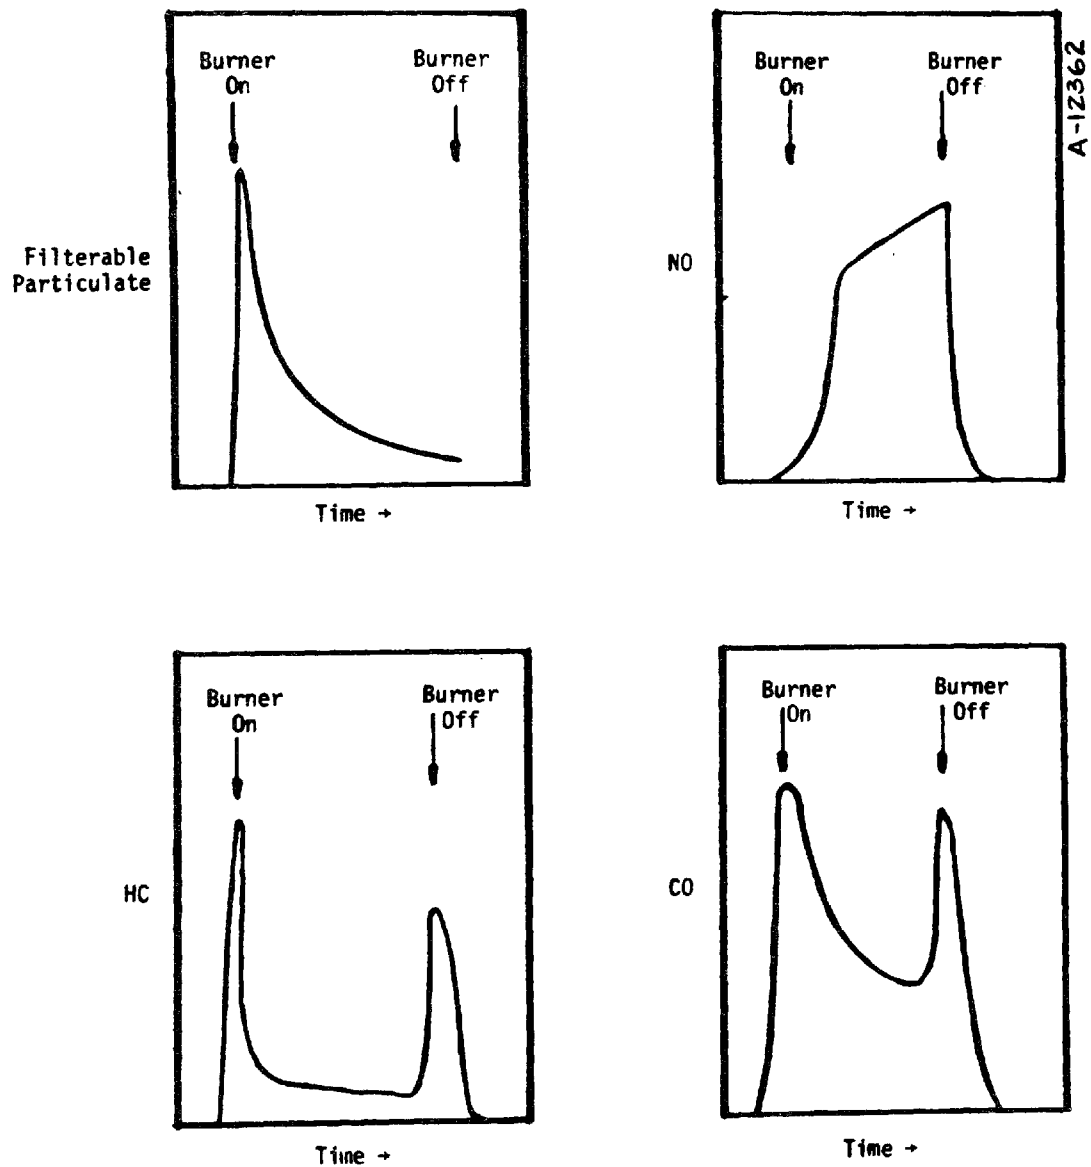 Burner
On
Burner
Off
Filterable
Particulate
Time →
Burner
On
Burner
Off
NO
Time →
A-12362
Burner
On
Burner
Off
HC
Time →
Burner
On
Burner
Off
CO
Time →